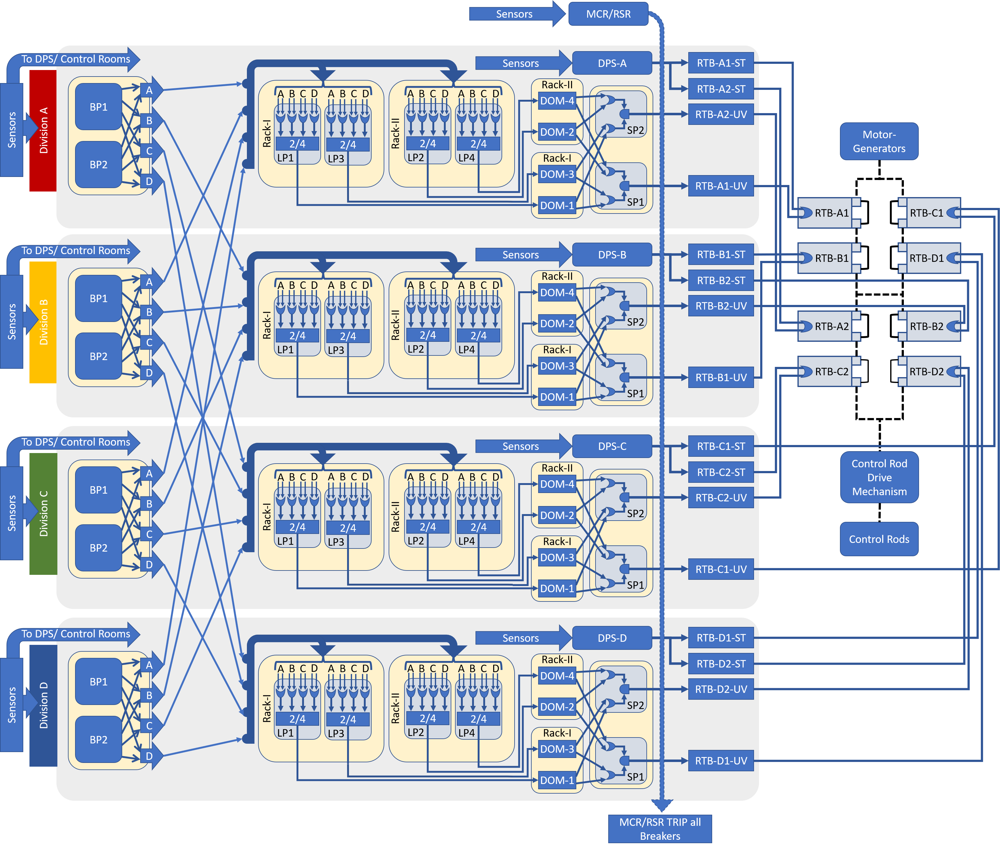 Sensors
MCR/RSR
To DPS/ Control Rooms
Sensors
Division A
BP1
BP2
A
B
C
D
Rack-I
A B C D
A B C D
2/4
2/4
LP1
LP3
Rack-II
A B C D
A B C D
2/4
2/4
LP2
LP4
Sensors
DPS-A
Rack-II
DOM-4
DOM-2
Rack-I
DOM-3
DOM-1
SP2
SP1
RTB-A1-ST
RTB-A2-ST
RTB-A2-UV
RTB-A1-UV
To DPS/ Control Rooms
Sensors
Division B
BP1
BP2
A
B
C
D
Rack-I
A B C D
A B C D
2/4
2/4
LP1
LP3
Rack-II
A B C D
A B C D
2/4
2/4
LP2
LP4
Sensors
DPS-B
Rack-II
DOM-4
DOM-2
Rack-I
DOM-3
DOM-1
SP2
SP1
RTB-B1-ST
RTB-B2-ST
RTB-B2-UV
RTB-B1-UV
To DPS/ Control Rooms
Sensors
Division C
BP1
BP2
A
B
C
D
Rack-I
A B C D
A B C D
2/4
2/4
LP1
LP3
Rack-II
A B C D
A B C D
2/4
2/4
LP2
LP4
Sensors
DPS-C
Rack-II
DOM-4
DOM-2
Rack-I
DOM-3
DOM-1
SP2
SP1
RTB-C1-ST
RTB-C2-ST
RTB-C2-UV
RTB-C1-UV
To DPS/ Control Rooms
Sensors
Division D
BP1
BP2
A
B
C
D
Rack-I
A B C D
A B C D
2/4
2/4
LP1
LP3
Rack-II
A B C D
A B C D
2/4
2/4
LP2
LP4
Sensors
DPS-D
Rack-II
DOM-4
DOM-2
Rack-I
DOM-3
DOM-1
SP2
SP1
RTB-D1-ST
RTB-D2-ST
RTB-D2-UV
RTB-D1-UV
MCR/RSR TRIP all
Breakers
Motor-
Generators
RTB-A1
RTB-C1
RTB-B1
RTB-D1
RTB-A2
RTB-B2
RTB-C2
RTB-D2
Control Rod
Drive
Mechanism
Control Rods